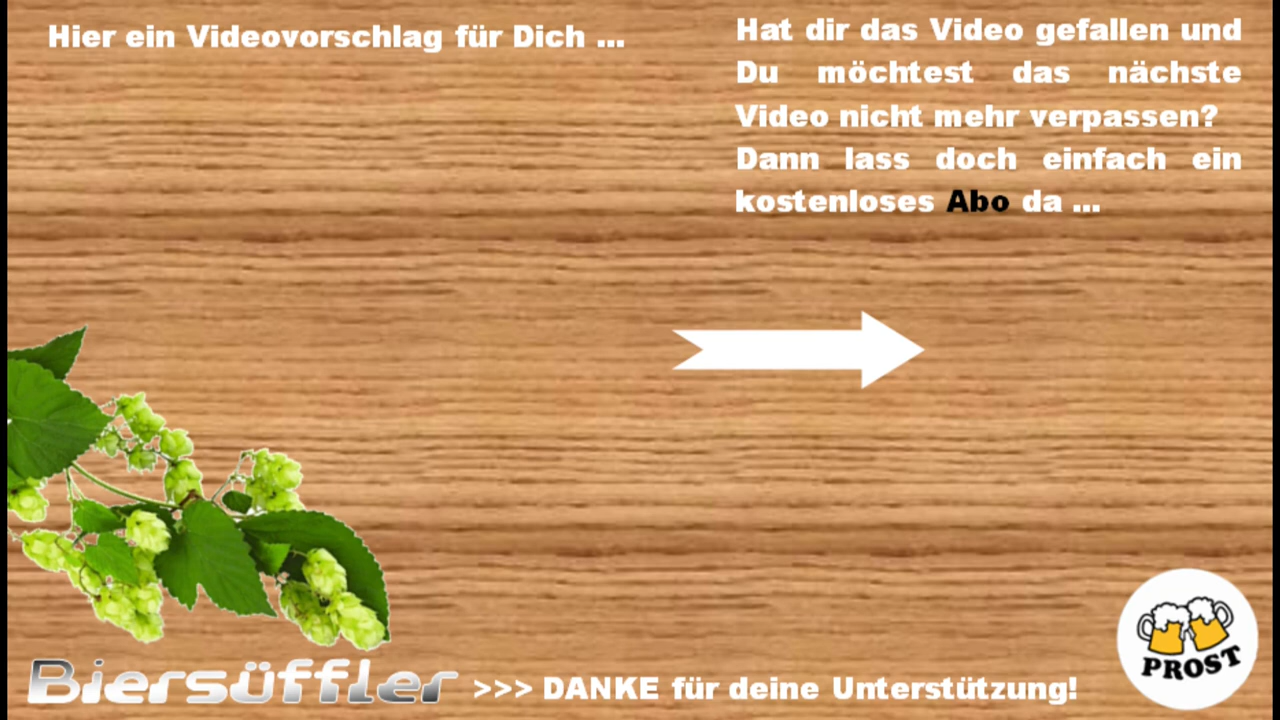 Hier ein Videovorschlag für Dich ...
Hat dir das Video gefallen und
Du möchtest das nächste
Video nicht mehr verpassen?
Dann lass doch einfach ein
kostenloses Abo da ...
PROST
Biersüffler >>> DANKE für deine Unterstützung!